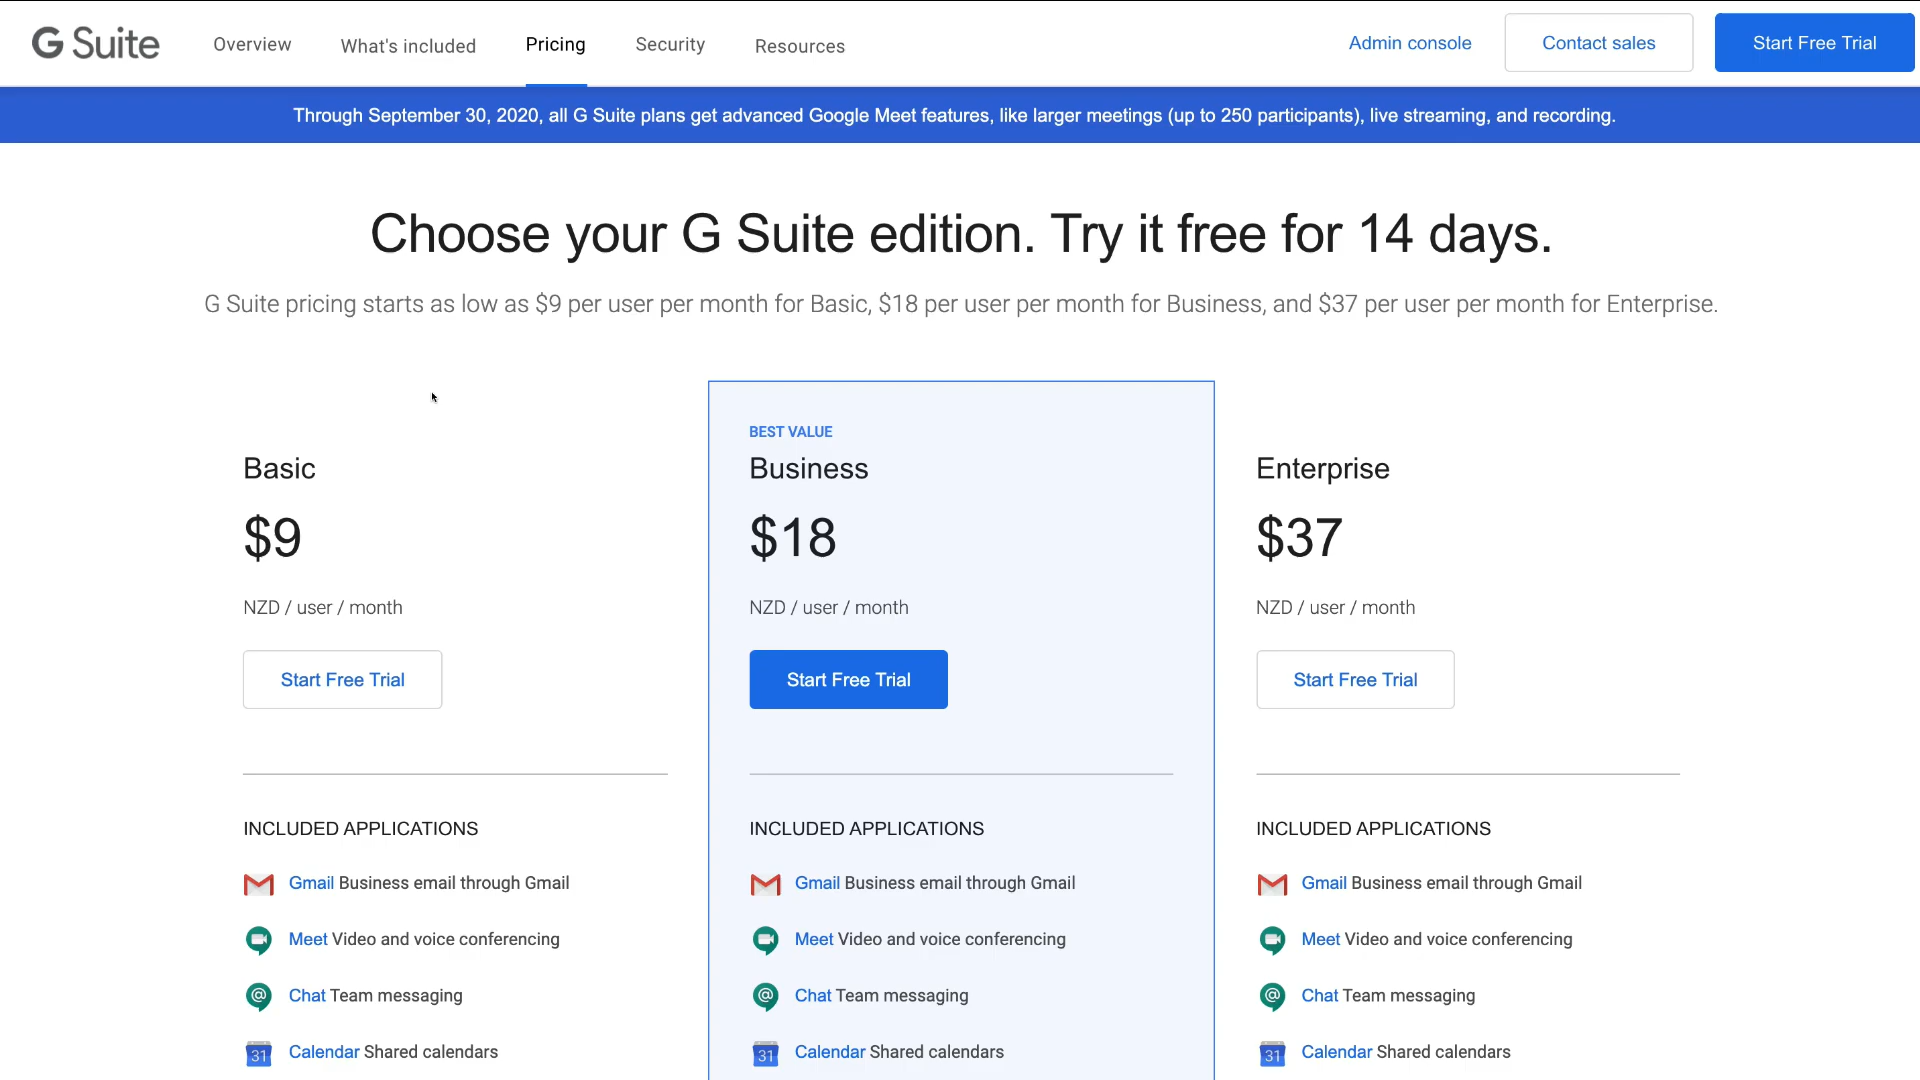 G Suite
Overview
What's included
Pricing
Security
Resources
Admin console
Contact sales
Start Free Trial
Through September 30, 2020, all G Suite plans get advanced Google Meet features, like larger meetings (up to 250 participants), live streaming, and recording.
Choose your G Suite edition. Try it free for 14 days.
G Suite pricing starts as low as $9 per user per month for Basic, $18 per user per month for Business, and $37 per user per month for Enterprise.
Basic
$9
NZD / user / month
Start Free Trial
INCLUDED APPLICATIONS
Gmail Business email through Gmail
Meet Video and voice conferencing
@
Chat Team messaging
31
Calendar Shared calendars
BEST VALUE
Business
$18
NZD / user / month
Start Free Trial
INCLUDED APPLICATIONS
Gmail Business email through Gmail
Meet Video and voice conferencing
@
Chat Team messaging
31
Calendar Shared calendars
Enterprise
$37
NZD / user / month
Start Free Trial
INCLUDED APPLICATIONS
Gmail Business email through Gmail
Meet Video and voice conferencing
@
Chat Team messaging
31
Calendar Shared calendars